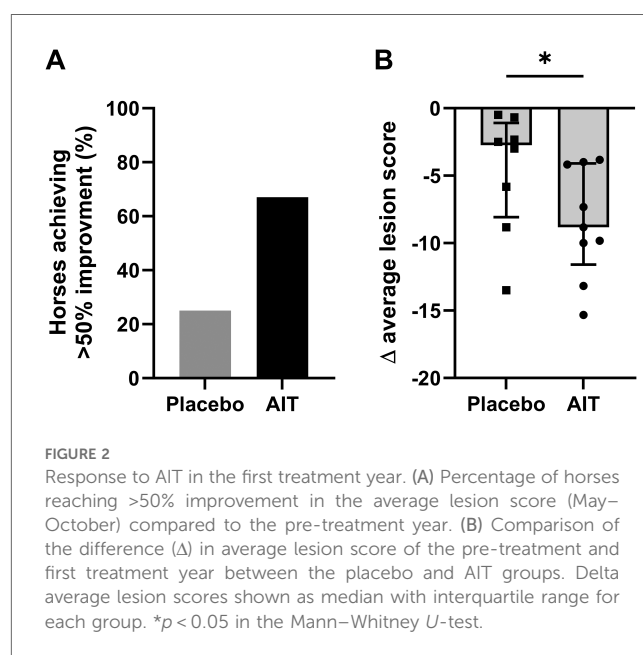 A
B
*
Horses achieving
>50% improvment (%)
100
80
60
40
20
0
Placebo
AIT
Δ average lesion score
0
-5
-10
-15
-20
Placebo
AIT
FIGURE 2
Response to AIT in the first treatment year. (A) Percentage of horses
reaching >50% improvement in the average lesion score (May–
October) compared to the pre-treatment year. (B) Comparison of
the difference (Δ) in average lesion score of the pre-treatment and
first treatment year between the placebo and AIT groups. Delta
average lesion scores shown as median with interquartile range for
each group. *p < 0.05 in the Mann–Whitney U-test.